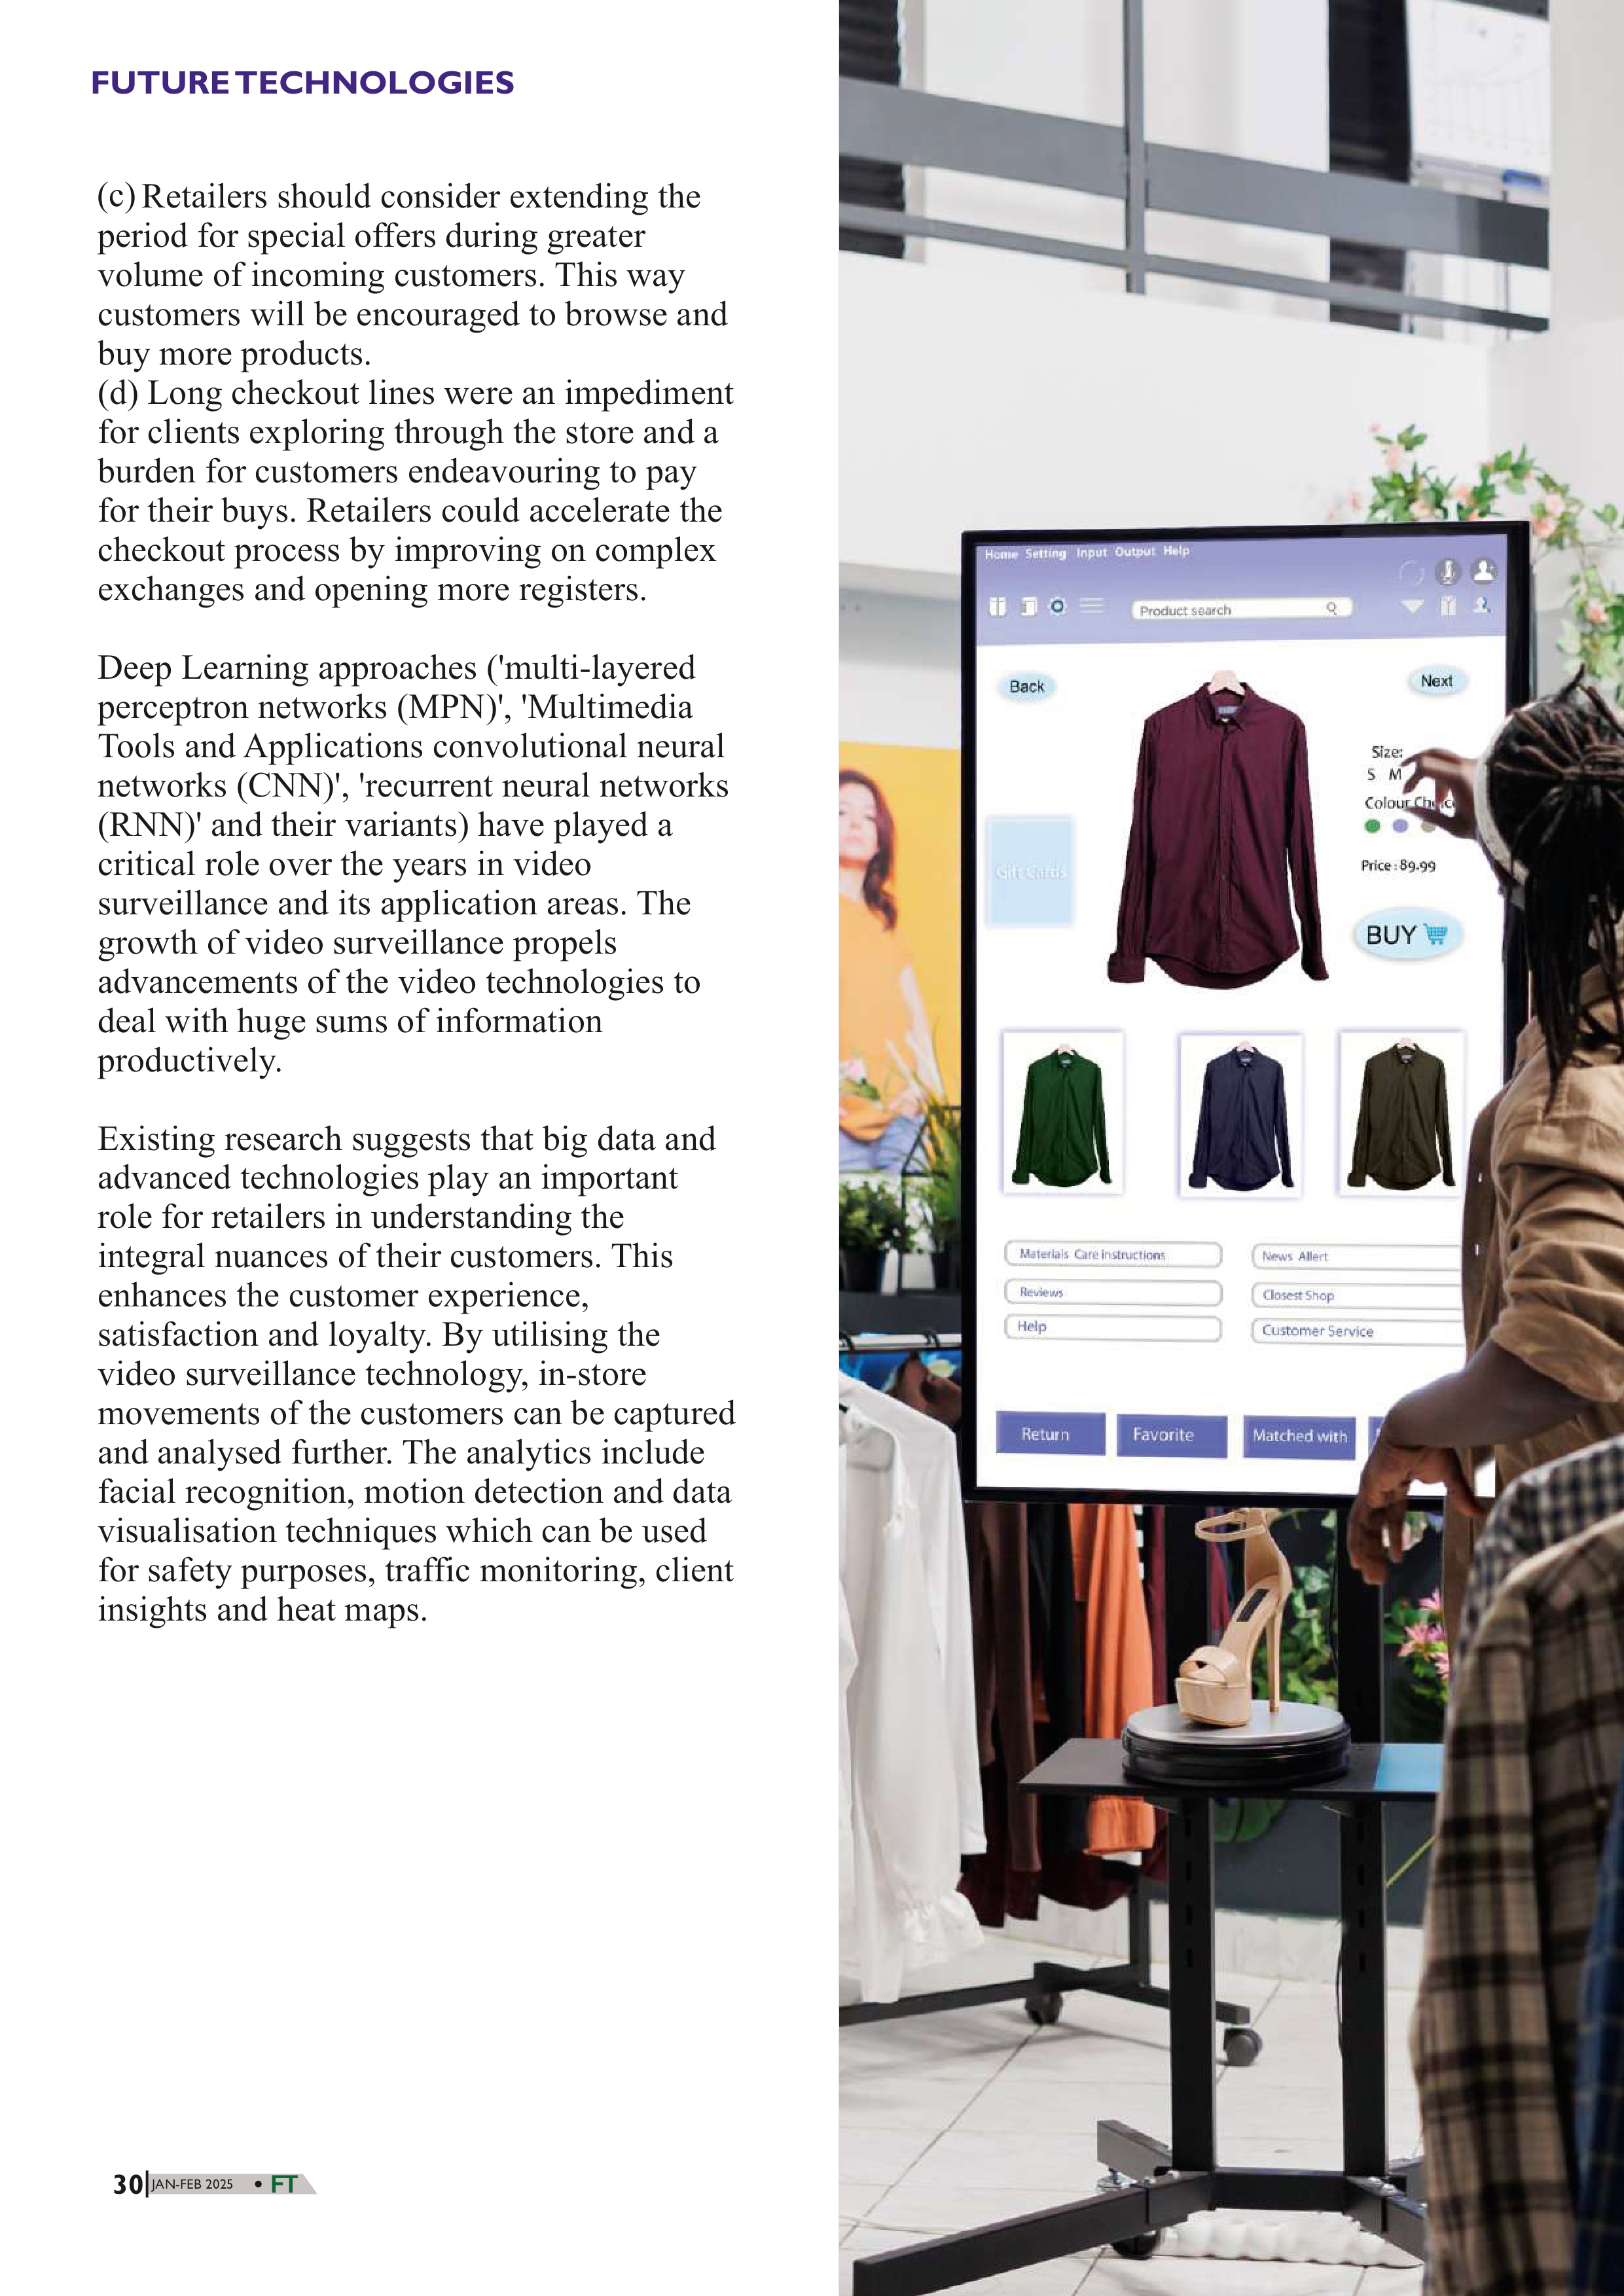 FUTURE TECHNOLOGIES
(c) Retailers should consider extending the
period for special offers during greater
volume of incoming customers. This way
customers will be encouraged to browse and
buy more products.
(d) Long checkout lines were an impediment
for clients exploring through the store and a
burden for customers endeavouring to pay
for their buys. Retailers could accelerate the
checkout process by improving on complex
exchanges and opening more registers.
Deep Learning approaches ('multi-layered
perceptron networks (MPN)', 'Multimedia
Tools and Applications convolutional neural
networks (CNN)', 'recurrent neural networks
(RNN)' and their variants) have played a
critical role over the years in video
surveillance and its application areas. The
growth of video surveillance propels
advancements of the video technologies to
deal with huge sums of information
productively.
Existing research suggests that big data and
advanced technologies play an important
role for retailers in understanding the
integral nuances of their customers. This
enhances the customer experience,
satisfaction and loyalty. By utilising the
video surveillance technology, in-store
movements of the customers can be captured
and analysed further. The analytics include
facial recognition, motion detection and data
visualisation techniques which can be used
for safety purposes, traffic monitoring, client
insights and heat maps.
30 JAN-FEB 2025 • FT
Home Setting Input Output Help
Product search
Back
Next
Size:
S M
Colour
Gift Cards
Price : 89.99
BUY
Materials Care instructions
News Allert
Reviews
Closest Shop
Help
Customer Service
Return
Favorite
Matched with